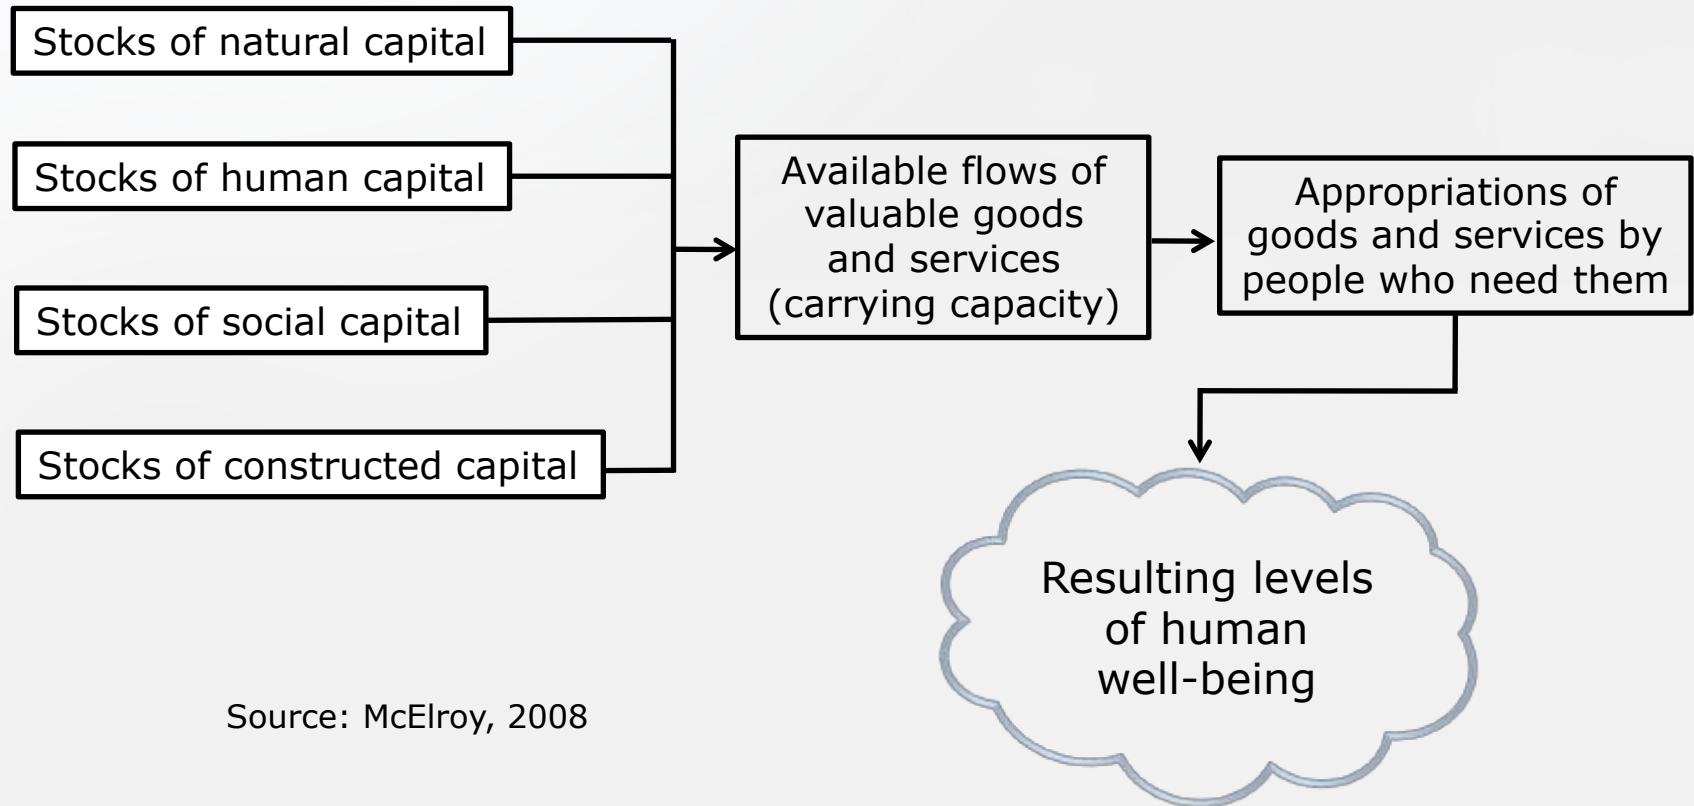 Stocks of natural capital
Stocks of human capital
Stocks of social capital
Stocks of constructed capital
Available flows of
valuable goods
and services
(carrying capacity)
Appropriations of
goods and services by
people who need them
Resulting levels
of human
well-being
Source: McElroy, 2008